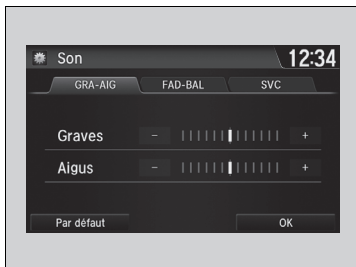 Son 12:34
GRA-AIG FAD-BAL SVC
Graves - +
Aigus - +
Par défaut OK